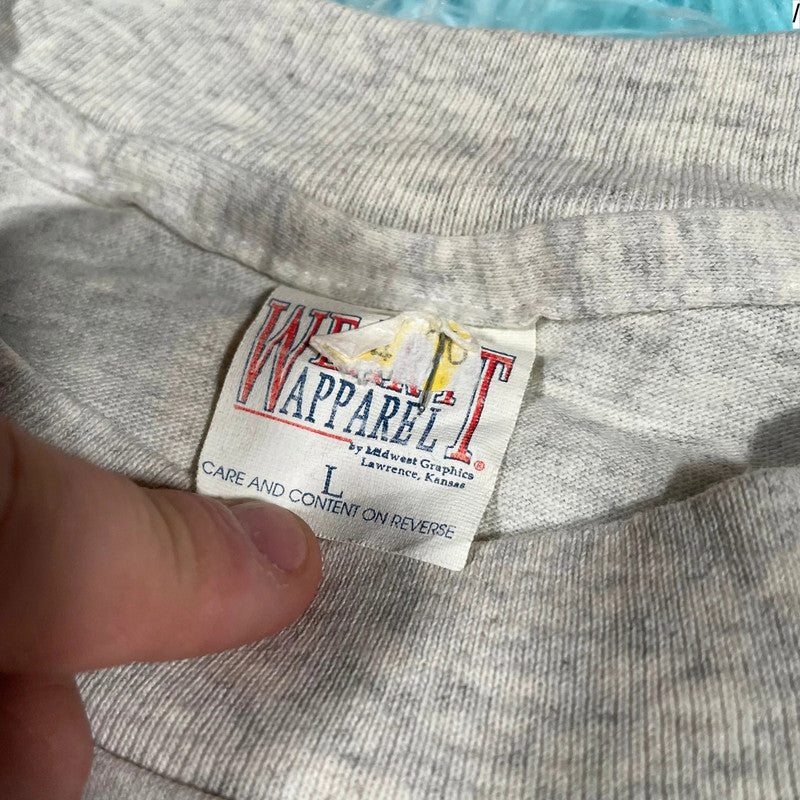 APPAREL
by Midwest Graphics
Lawrence, Kansas
L
CARE AND CONTENT ON REVERSE